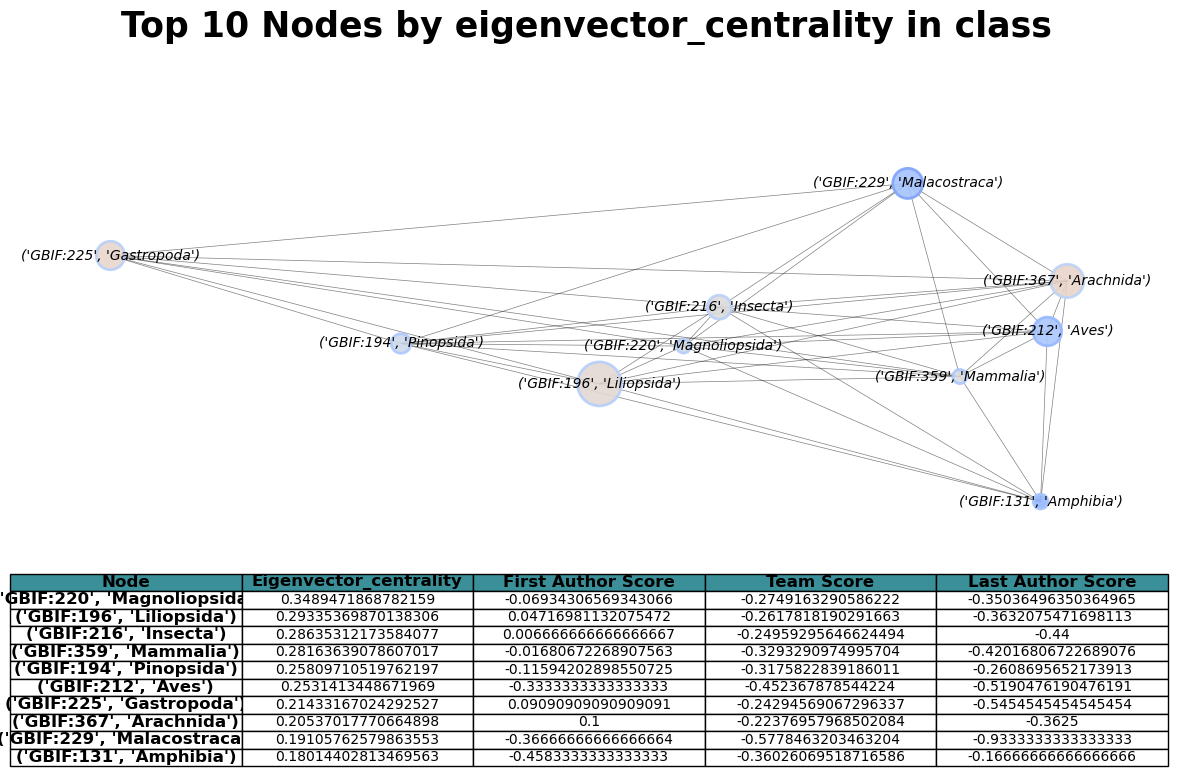 Top 10 Nodes by eigenvector_centrality in class
('GBIF:229', 'Malacostraca')
('GBIF:225', 'Gastropoda')
('GBIF:367', 'Arachnida')
('GBIF:216', 'Insecta')
('GBIF:212', 'Aves')
('GBIF:194', 'Pinopsida')
('GBIF:220', 'Magnoliopsida')
('GBIF:359', 'Mammalia')
('GBIF:196', 'Liliopsida')
('GBIF:131', 'Amphibia')
Node Eigenvector_centrality First Author Score Team Score Last Author Score
'GBIF:220', 'Magnoliopsida 0.3489471868782159 -0.06934306569343066 -0.2749163290586222 -0.35036496350364965
('GBIF:196', 'Liliopsida') 0.29335369870138306 0.04716981132075472 -0.2617818190291663 -0.3632075471698113
('GBIF:216', 'Insecta') 0.28635312173584077 0.006666666666666667 -0.24959295646624494 -0.44
('GBIF:359', 'Mammalia') 0.28163639078607017 -0.01680672268907563 -0.3293290974995704 -0.42016806722689076
('GBIF:194', 'Pinopsida') 0.25809710519762197 -0.11594202898550725 -0.3175822839186011 -0.2608695652173913
('GBIF:212', 'Aves') 0.2531413448671969 -0.3333333333333333 -0.452367878544224 -0.5190476190476191
('GBIF:225', 'Gastropoda') 0.21433167024292527 0.09090909090909091 -0.24294569067296337 -0.5454545454545454
('GBIF:367', 'Arachnida') 0.20537017770664898 0.1 -0.22376957968502084 -0.3625
('GBIF:229', 'Malacostraca' 0.19105762579863553 -0.36666666666666664 -0.5778463203463204 -0.9333333333333333
('GBIF:131', 'Amphibia') 0.18014402813469563 -0.4583333333333333 -0.36026069518716586 -0.16666666666666666